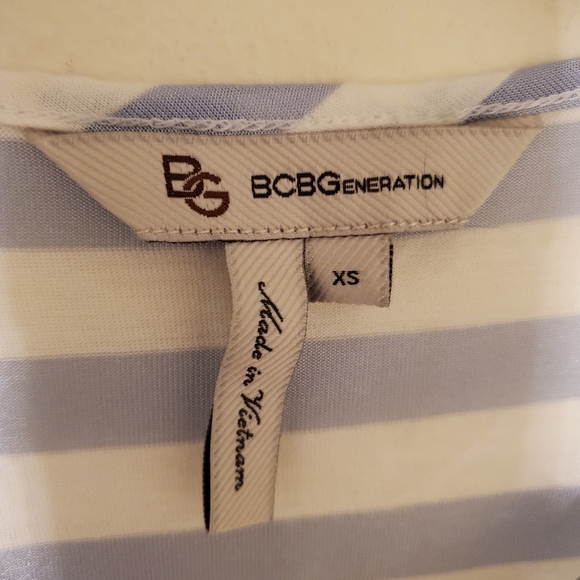 BG BCBGENERATION
XS
Made in Vietnam